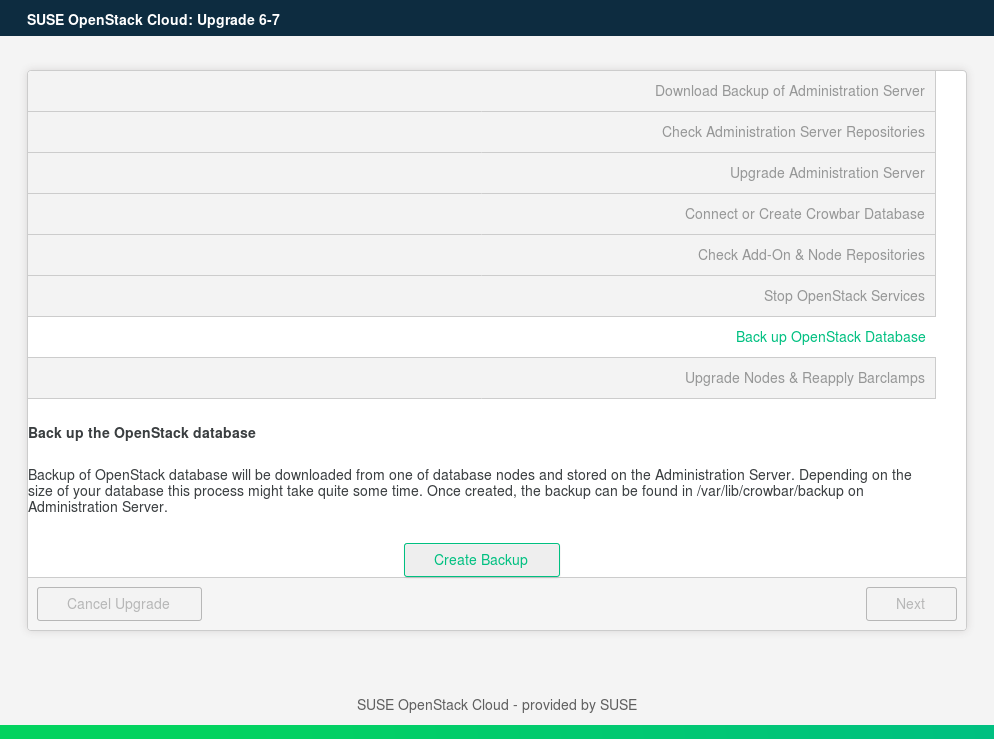 SUSE OpenStack Cloud: Upgrade 6-7
Download Backup of Administration Server
Check Administration Server Repositories
Upgrade Administration Server
Connect or Create Crowbar Database
Check Add-On & Node Repositories
Stop OpenStack Services
Back up OpenStack Database
Upgrade Nodes & Reapply Barclamps
Back up the OpenStack database
Backup of OpenStack database will be downloaded from one of database nodes and stored on the Administration Server. Depending on the
size of your database this process might take quite some time. Once created, the backup can be found in /var/lib/crowbar/backup on
Administration Server.
Create Backup
Cancel Upgrade
Next
SUSE OpenStack Cloud - provided by SUSE